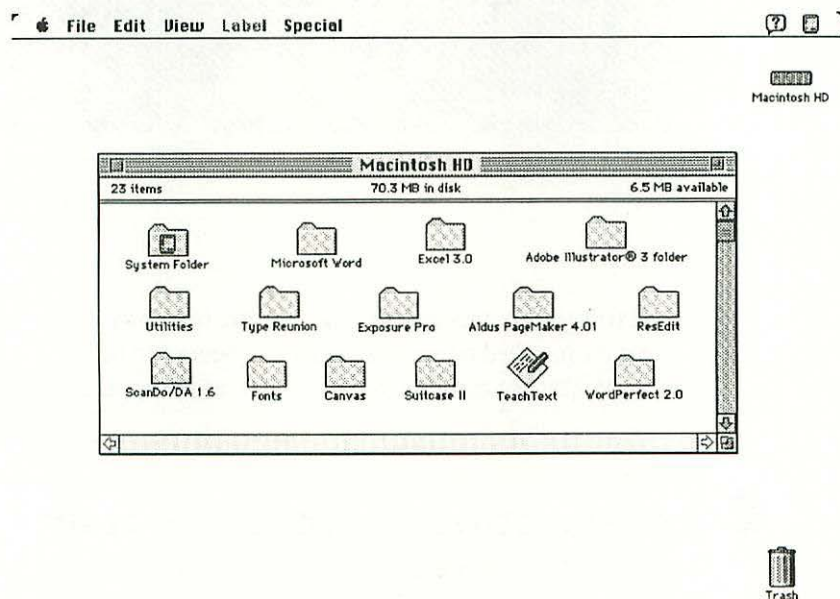 File Edit View Label Special
Macintosh HD
Macintosh HD
23 items 70.3 MB in disk 6.5 MB available
System Folder Microsoft Word Excel 3.0 Adobe Illustrator® 3 folder
Utilities Type Reunion Exposure Pro Aldus PageMaker 4.01 ResEdit
ScanDo/DA 1.6 Fonts Canvas Suitcase II TeachText WordPerfect 2.0
Trash